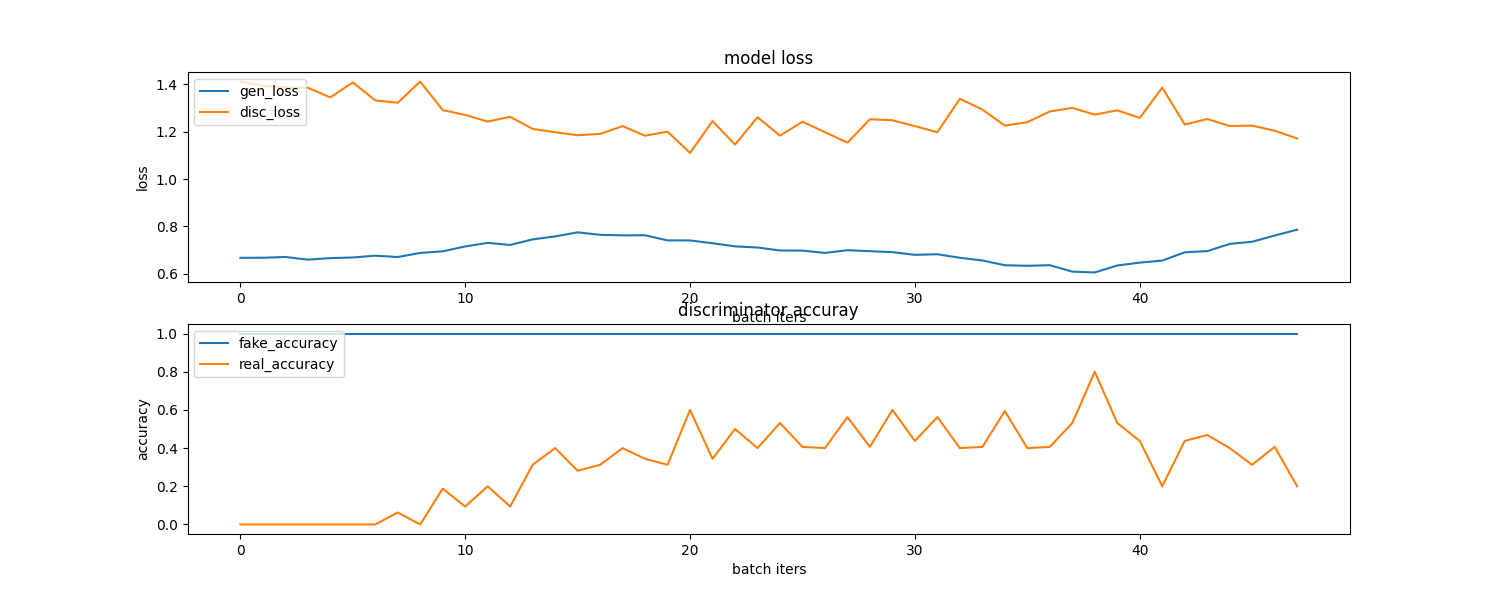 model loss
gen_loss
disc_loss
loss
1.4
1.2
1.0
0.8
0.6
0 10 20 30 40
batch iters
discriminator accuray
fake_accuracy
real_accuracy
accuracy
1.0
0.8
0.6
0.4
0.2
0.0
0 10 20 30 40
batch iters